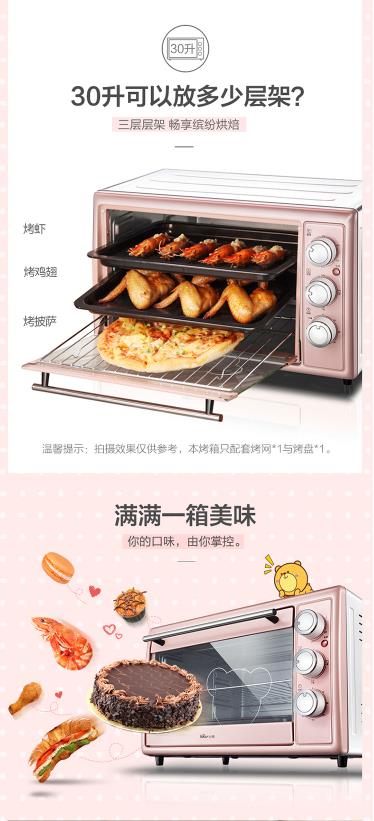 30升
30升可以放多少层架?
三层层架 畅享缤纷烘焙
烤虾
烤鸡翅
烤披萨
温馨提示：拍摄效果仅供参考，本烤箱只配套烤网*1与烤盘*1。
满满一箱美味
你的口味，由你掌控。